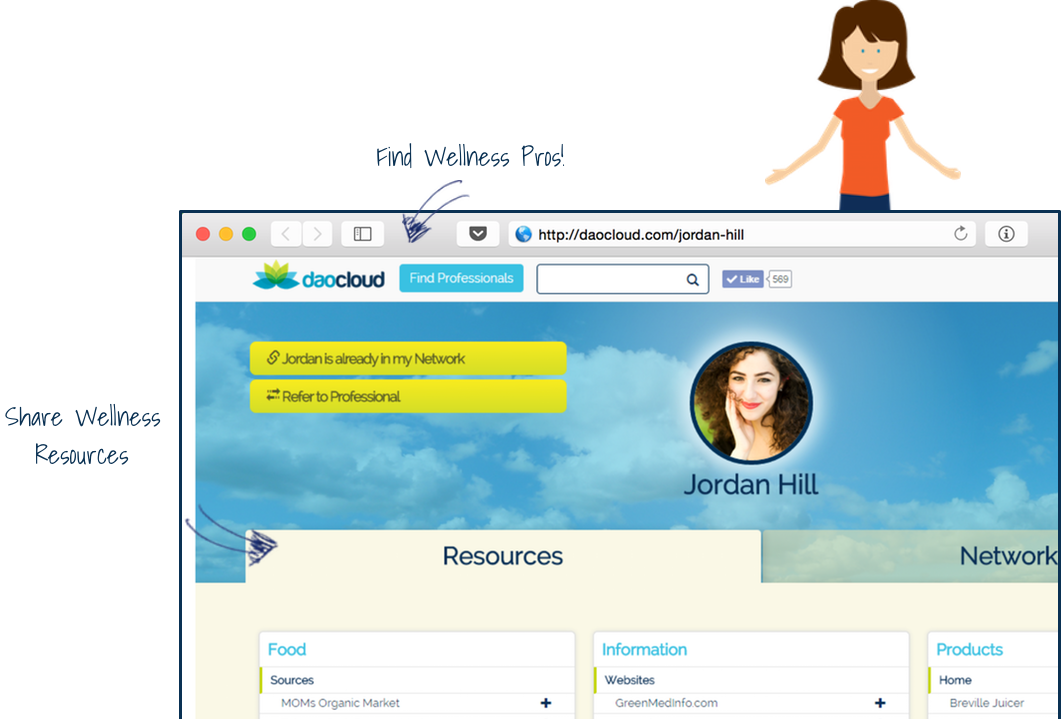 Find Wellness Pros!
http://daocloud.com/jordan-hill
daocloud
Find Professionals
Like
569
Jordan is already in my Network
Refer to Professional
Share Wellness
Resources
Jordan Hill
Resources
Network
Food
Information
Products
Sources
Websites
Home
MOMs Organic Market
GreenMedInfo.com
Breville Juicer